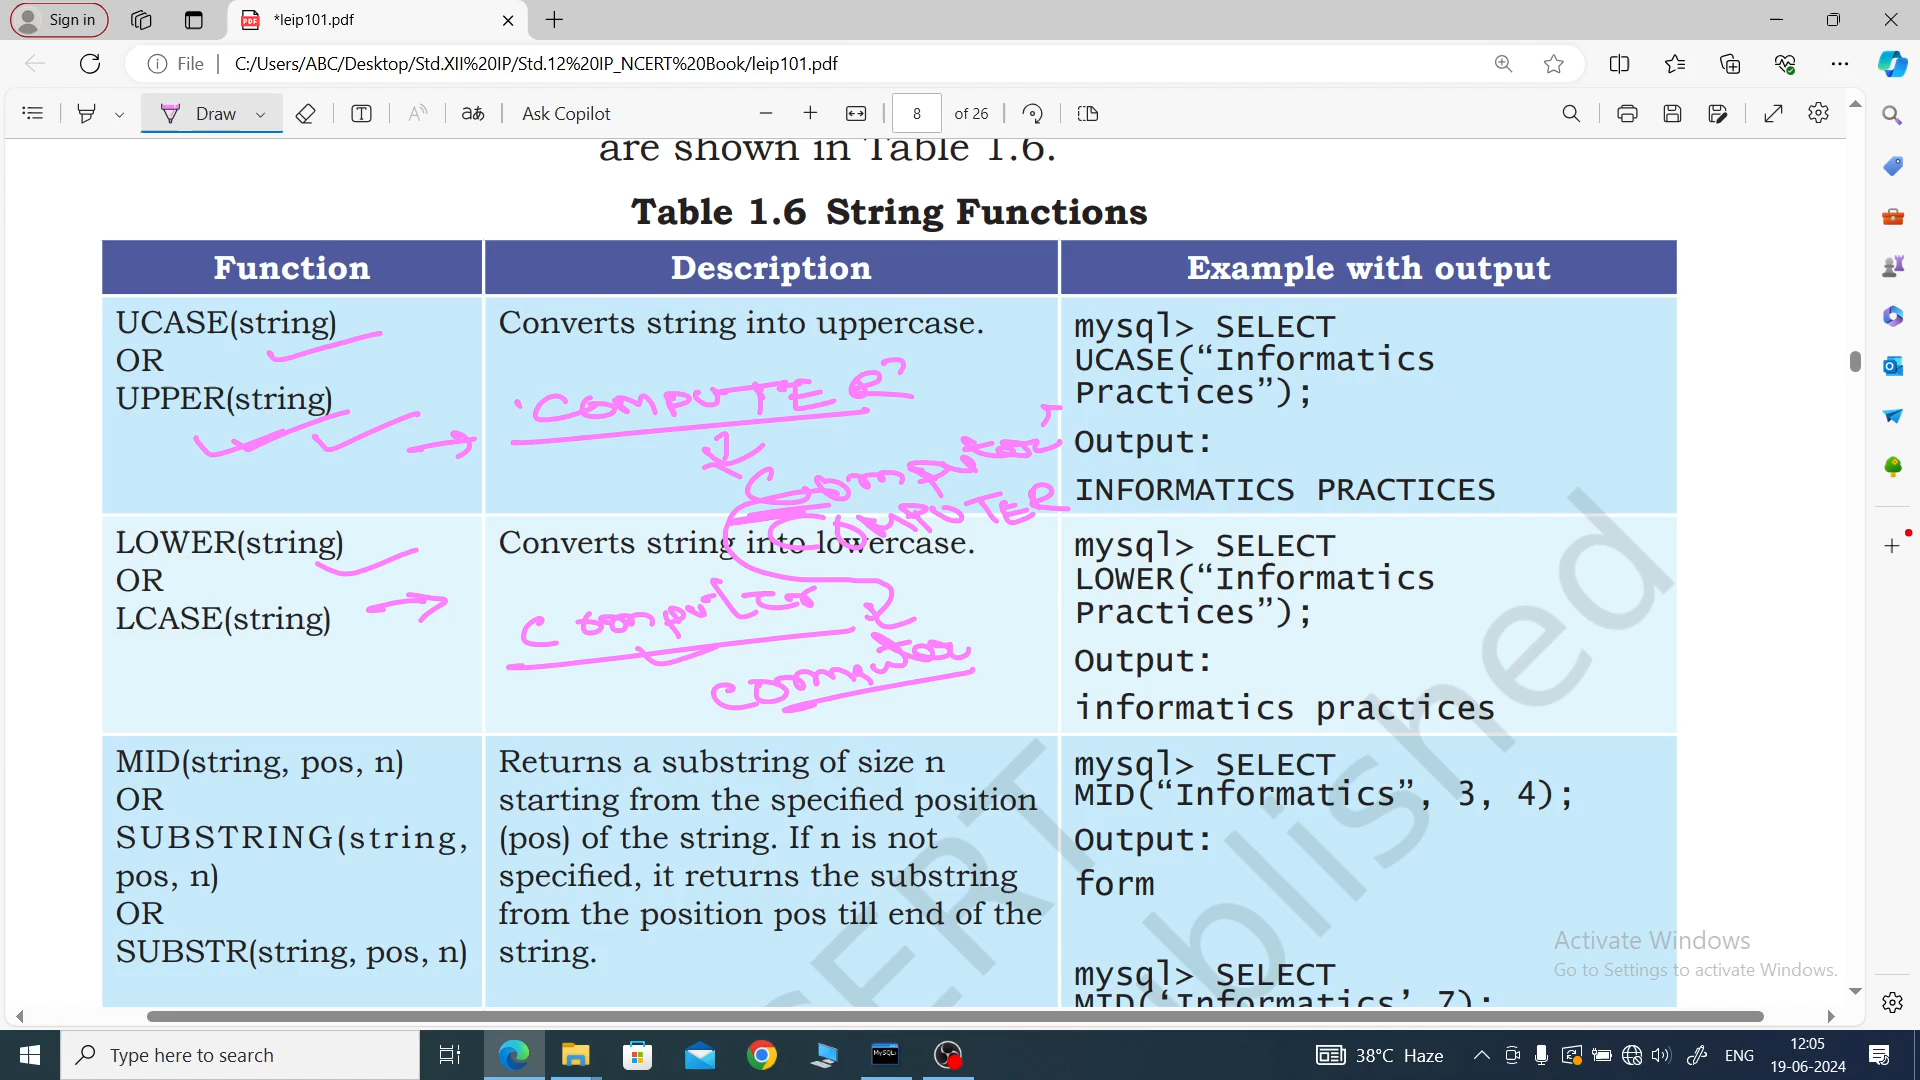 Sign in
*leip101.pdf
File
C:/Users/ABC/Desktop/Std.XII%20IP/Std.12%20IP_NCERT%20Book/leip101.pdf
Draw
Ask Copilot
8 of 26
are shown in Table 1.6.
Table 1.6 String Functions
Function
Description
Example with output
UCASE(string)
OR
UPPER(string)
Converts string into uppercase.
'COMPUTER'
Computer'
COMPUTER
mysql> SELECT
UCASE(“Informatics
Practices”);
Output:
INFORMATICS PRACTICES
LOWER(string)
OR
LCASE(string)
Converts string into lowercase.
computer
mysql> SELECT
LOWER(“Informatics
Practices”);
Output:
informatics practices
MID(string, pos, n)
OR
SUBSTRING(string,
pos, n)
OR
SUBSTR(string, pos, n)
Returns a substring of size n
starting from the specified position
(pos) of the string. If n is not
specified, it returns the substring
from the position pos till end of the
string.
mysql> SELECT
MID(“Informatics”, 3, 4);
Output:
form
mysql> SELECT
MID(‘Informatics’ 7);
Activate Windows
Go to Settings to activate Windows.
Type here to search
38°C Haze
ENG
12:05
19-06-2024